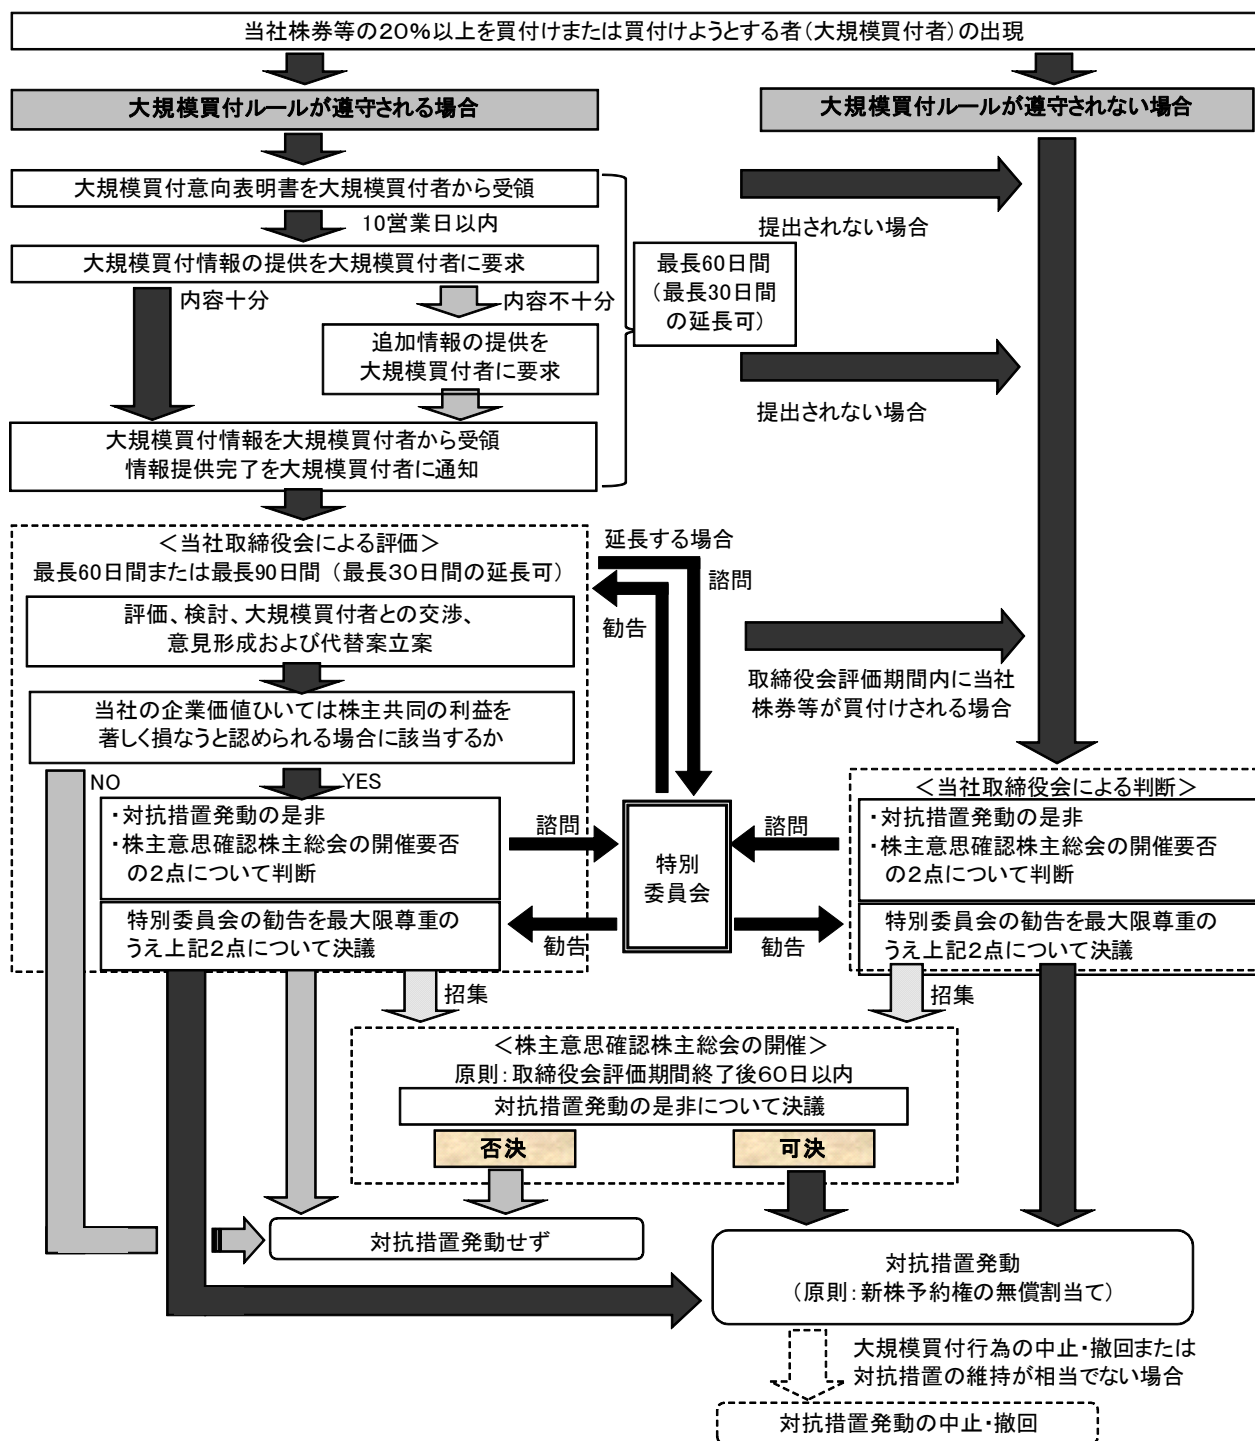 当社株券等の20%以上を買付けまたは買付けようとする者(大規模買付者)の出現
大規模買付ルールが遵守される場合
大規模買付ルールが遵守されない場合
大規模買付意向表明書を大規模買付者から受領
10営業日以内
提出されない場合
大規模買付情報の提供を大規模買付者に要求
最長60日間
(最長30日間
の延長可)
内容十分
内容不十分
追加情報の提供を
大規模買付者に要求
提出されない場合
大規模買付情報を大規模買付者から受領
情報提供完了を大規模買付者に通知
<当社取締役会による評価>
最長60日間または最長90日間 (最長30日間の延長可)
延長する場合
諮問
勧告
評価、検討、大規模買付者との交渉、
意見形成および代替案立案
取締役会評価期間内に当社
株券等が買付けされる場合
当社の企業価値ひいては株主共同の利益を
著しく損なうと認められる場合に該当するか
NO
YES
<当社取締役会による判断>
・対抗措置発動の是非
・株主意思確認株主総会の開催要否
の2点について判断
諮問
特別
委員会
諮問
・対抗措置発動の是非
・株主意思確認株主総会の開催要否
の2点について判断
特別委員会の勧告を最大限尊重の
うえ上記2点について決議
勧告
勧告
特別委員会の勧告を最大限尊重の
うえ上記2点について決議
招集
招集
<株主意思確認株主総会の開催>
原則:取締役会評価期間終了後60日以内
対抗措置発動の是非について決議
否決
可決
対抗措置発動せず
対抗措置発動
(原則:新株予約権の無償割当て)
大規模買付行為の中止・撤回または
対抗措置の維持が相当でない場合
対抗措置発動の中止・撤回